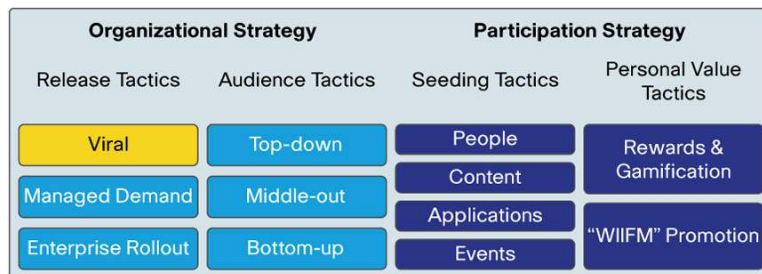 Organizational Strategy
Participation Strategy
Release Tactics
Audience Tactics
Seeding Tactics
Personal Value
Tactics
Viral
Managed Demand
Enterprise Rollout
Top-down
Middle-out
Bottom-up
People
Content
Applications
Events
Rewards &
Gamification
“WIIFM” Promotion